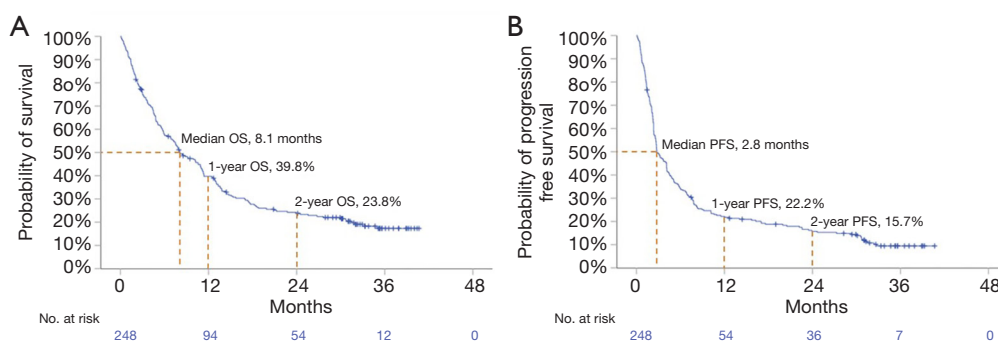 A
Probability of survival
100%
90%
8o%
70%
60%
50%
40%
30%
20%
10%
0%
Median OS, 8.1 months
1-year OS, 39.8%
2-year OS, 23.8%
0 12 24 36 48
Months
No. at risk
248 94 54 12 0
B
Probability of progression
free survival
100%
90%
80%
70%
60%
50%
40%
30%
20%
10%
0%
Median PFS, 2.8 months
1-year PFS, 22.2%
2-year PFS, 15.7%
0 12 24 36 48
Months
No. at risk
248 54 36 7 0